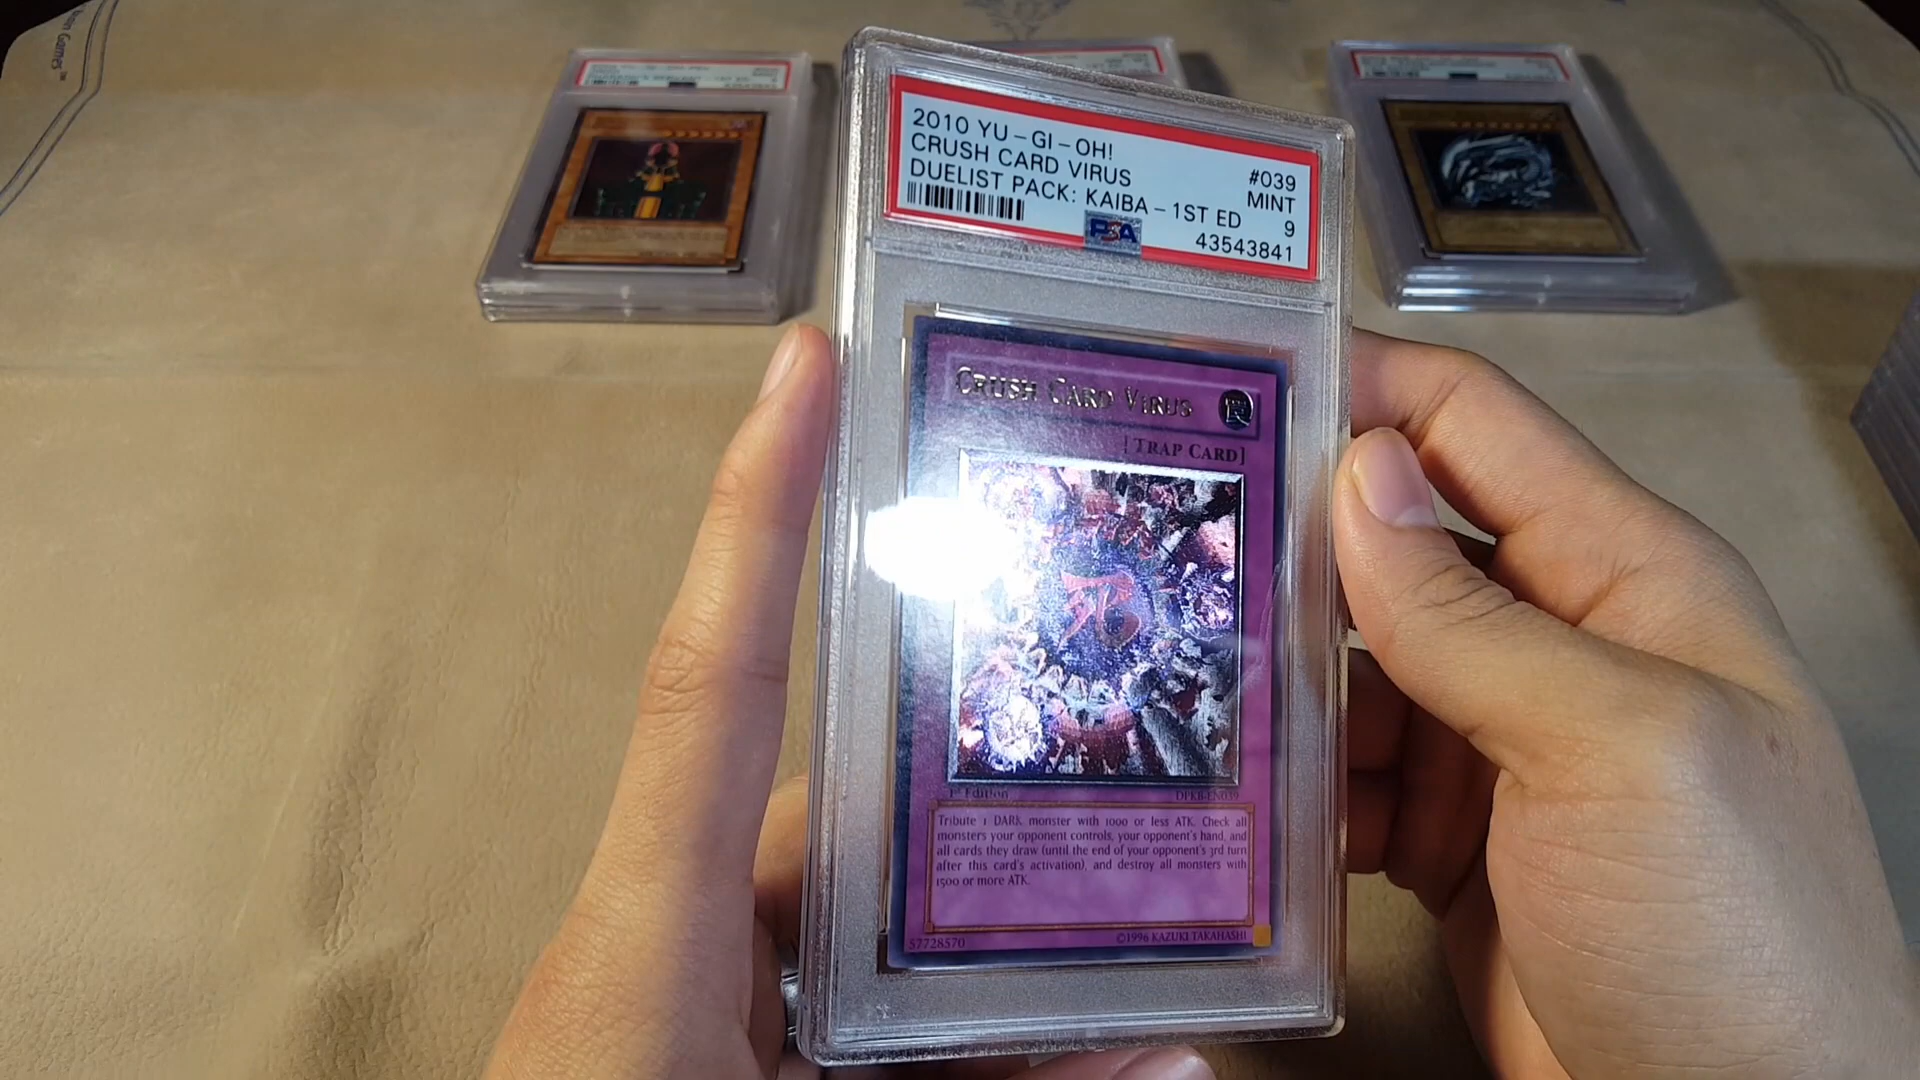 2010 YU-GI-OH! #039
CRUSH CARD VIRUS MINT
DUELIST PACK: KAIBA - 1ST ED 9
PSA 43543841
CRUSH CARD VIRUS 罠
[TRAP CARD]
死
1st Edition DPKB-EN039
Tribute 1 DARK monster with 1000 or less ATK. Check all
monsters your opponent controls, your opponent's hand, and
all cards they draw (until the end of your opponent's 3rd turn
after this card's activation), and destroy all monsters with
1500 or more ATK.
57728570 ©1996 KAZUKI TAKAHASHI